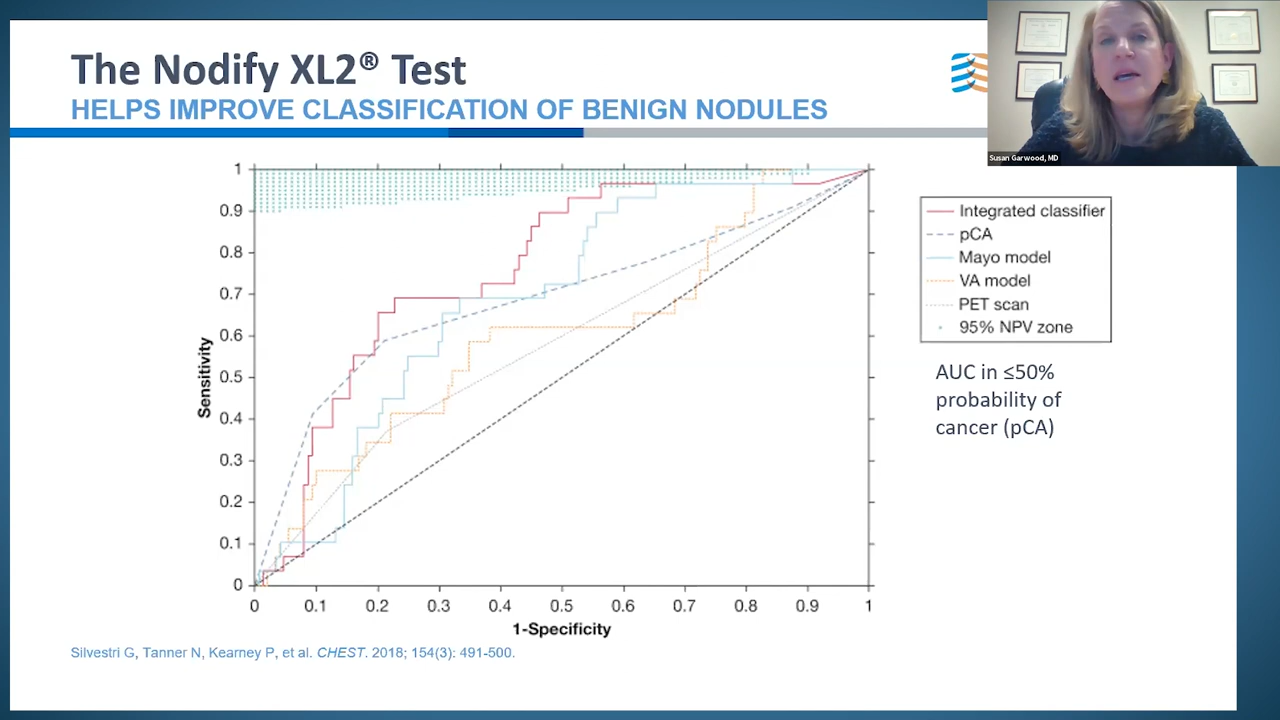 The Nodify XL2® Test
HELPS IMPROVE CLASSIFICATION OF BENIGN NODULES
Susan Garwood, MD
1
0.9
0.8
0.7
0.6
0.5
0.4
0.3
0.2
0.1
0
Sensitivity
0 0.1 0.2 0.3 0.4 0.5 0.6 0.7 0.8 0.9 1
1-Specificity
Integrated classifier
pCA
Mayo model
VA model
PET scan
95% NPV zone
AUC in ≤50%
probability of
cancer (pCA)
Silvestri G, Tanner N, Kearney P, et al. CHEST. 2018; 154(3): 491-500.